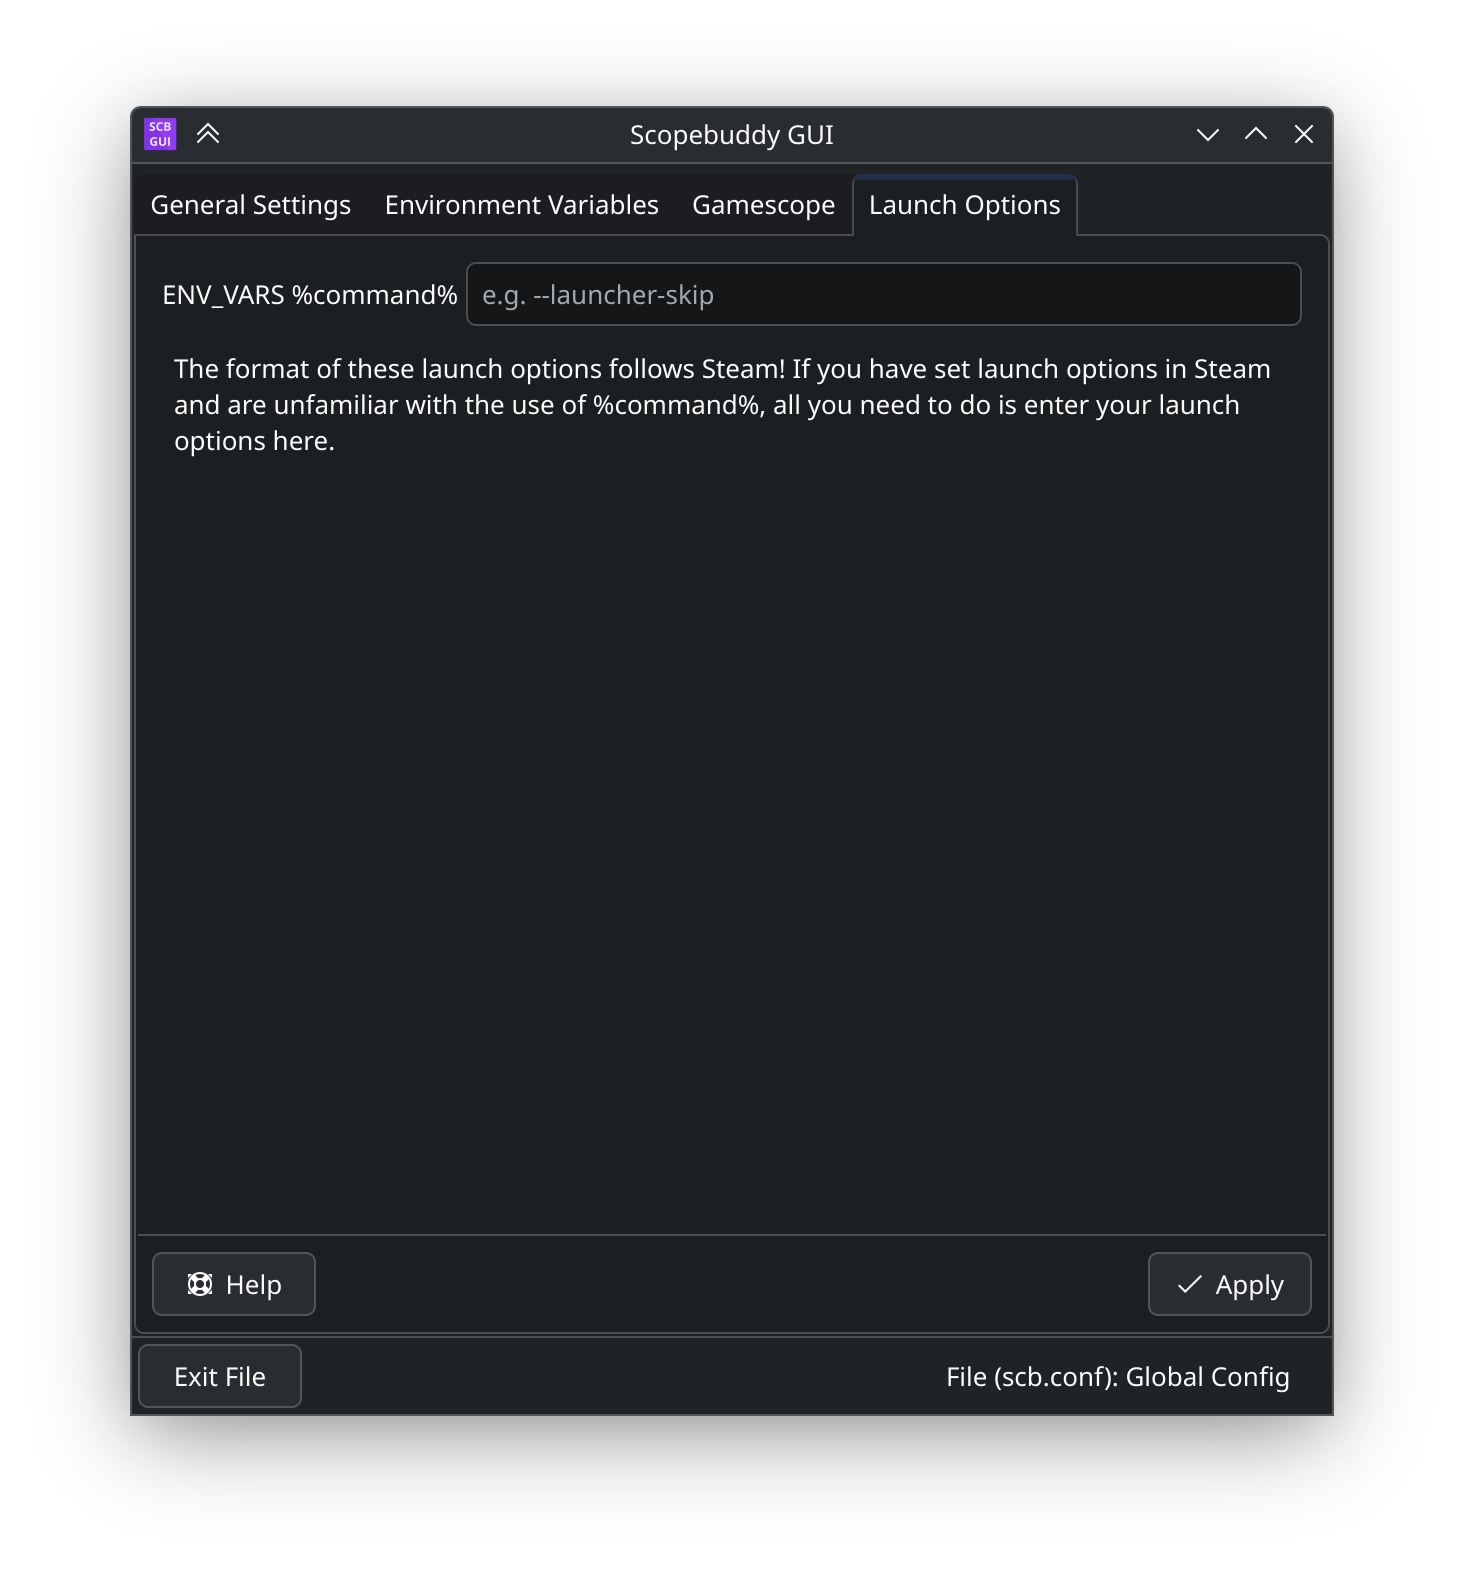 SCB
GUI
Scopebuddy GUI
General Settings
Environment Variables
Gamescope
Launch Options
ENV_VARS %command%
e.g. --launcher-skip
The format of these launch options follows Steam! If you have set launch options in Steam
and are unfamiliar with the use of %command%, all you need to do is enter your launch
options here.
Help
Apply
Exit File
File (scb.conf): Global Config